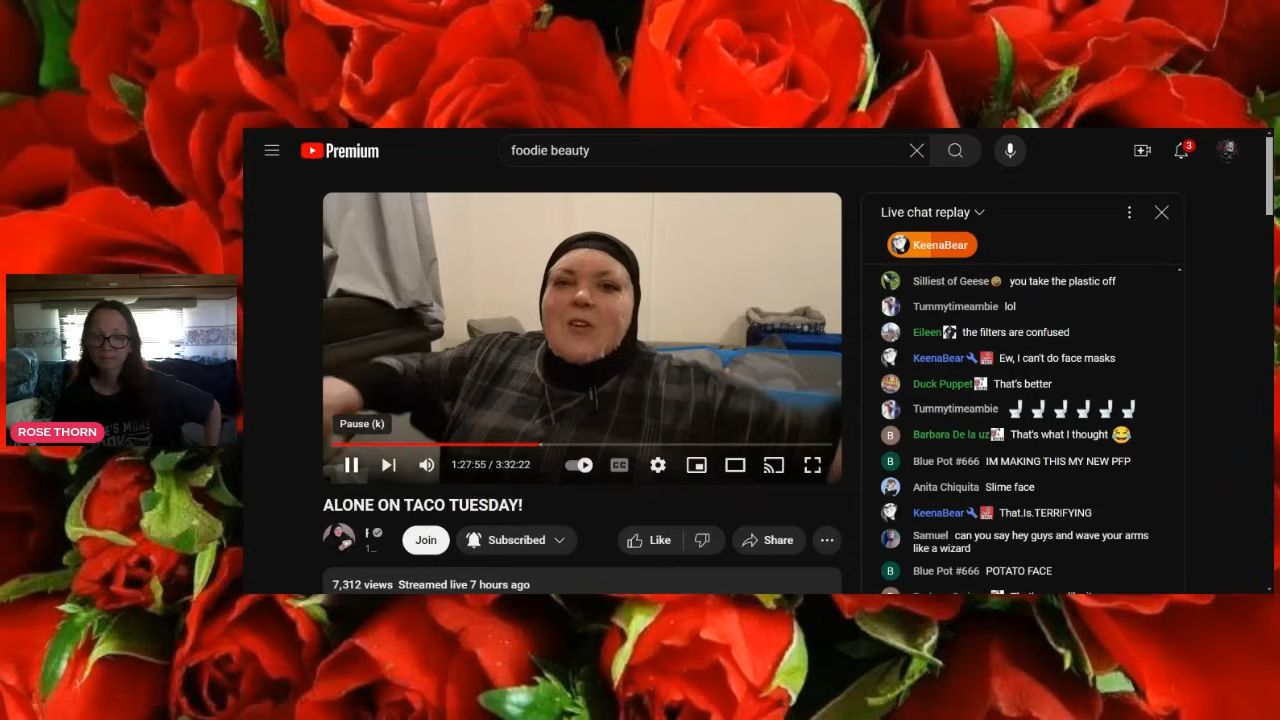 Premium
foodie beauty
3
Live chat replay
KeenaBear
Silliest of Geese you take the plastic off
Tummytimeambie lol
Eileen the filters are confused
KeenaBear Ew, I can't do face masks
Duck Puppet That's better
Tummytimeambie
B Barbara De la uz That's what I thought
B Blue Pot #666 IM MAKING THIS MY NEW PFP
Anita Chiquita Slime face
KeenaBear That.Is.TERRIFYING
Samuel can you say hey guys and wave your arms
like a wizard
B Blue Pot #666 POTATO FACE
ROSE THORN
Pause (k)
1:27:55 / 3:32:22
CC
ALONE ON TACO TUESDAY!
F
1...
Join
Subscribed
Like
Share
7,312 views Streamed live 7 hours ago